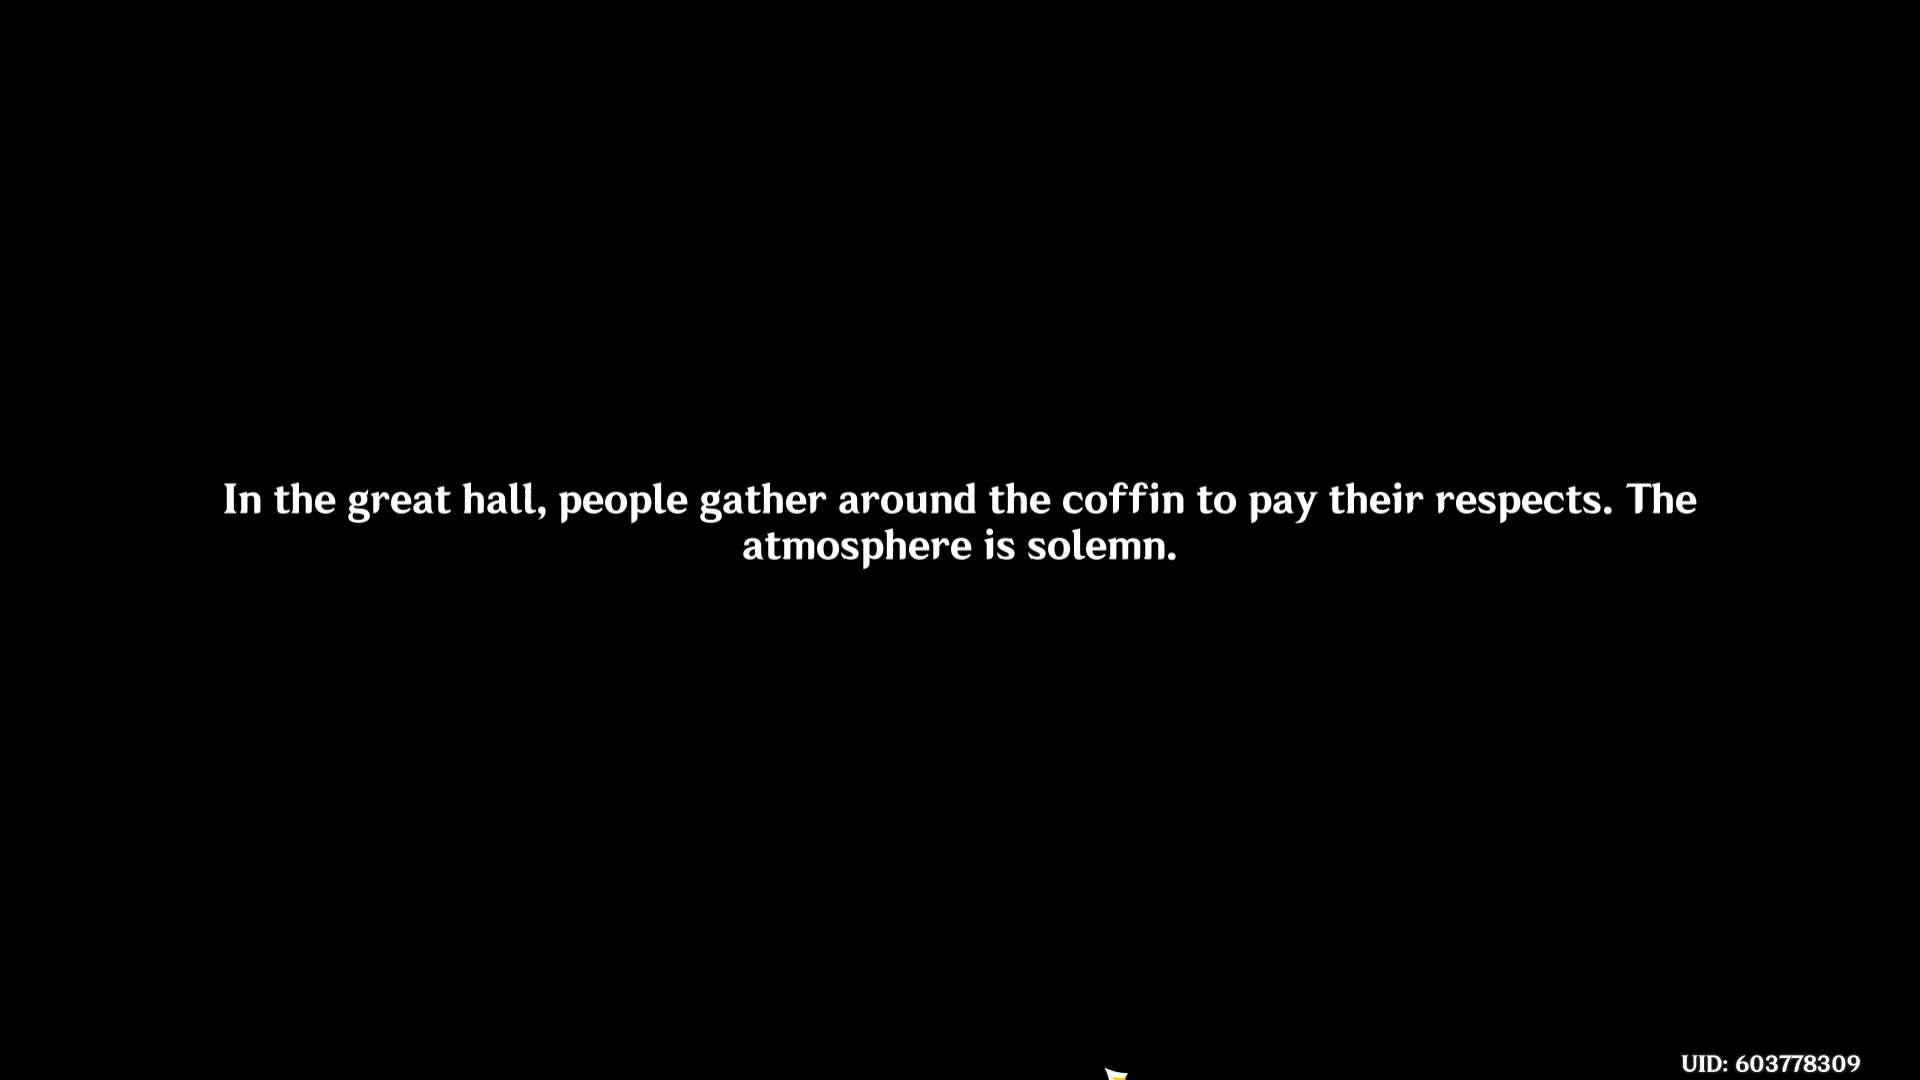 In the great hall, people gather around the coffin to pay their respects. The
atmosphere is solemn.
UID: 603778309